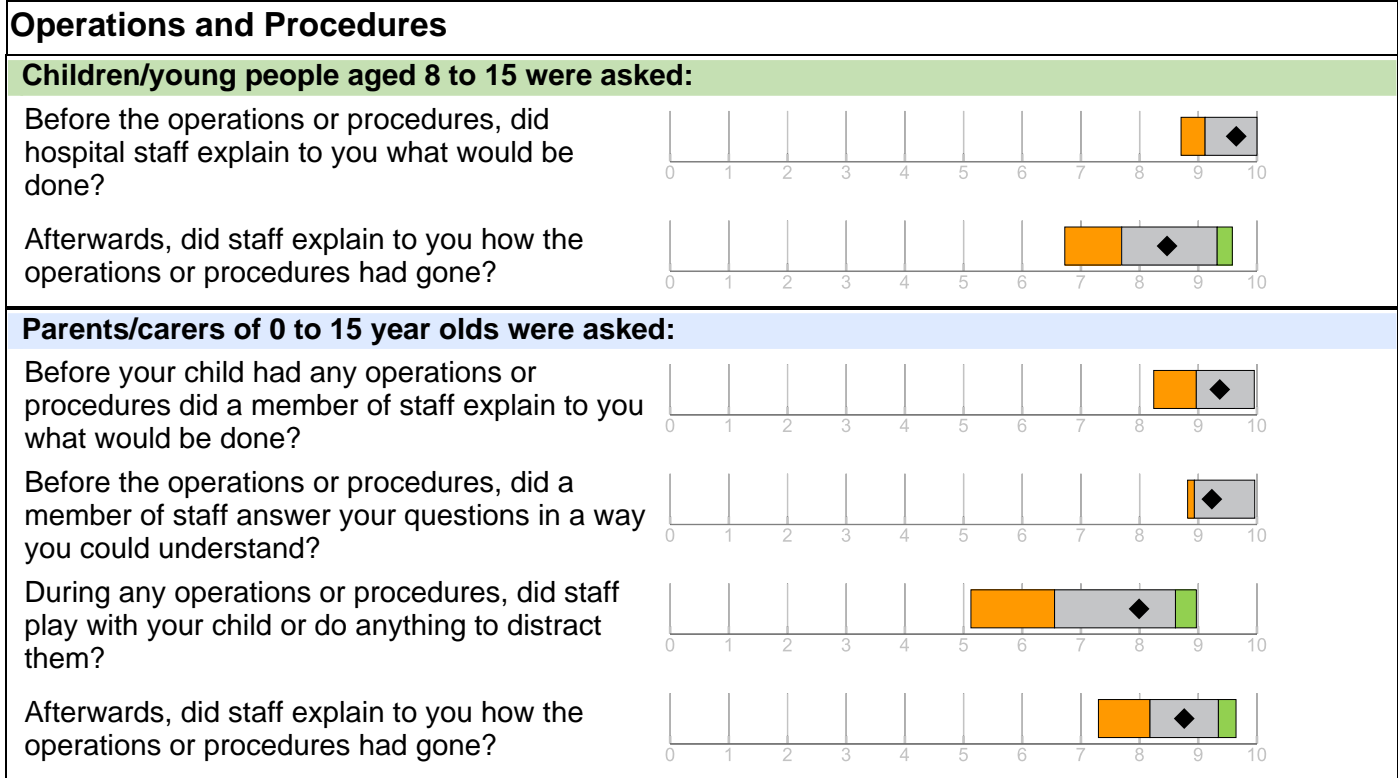 Operations and Procedures
Children/young people aged 8 to 15 were asked:
Before the operations or procedures, did
hospital staff explain to you what would be
done?
0 1 2 3 4 5 6 7 8 9 10
Afterwards, did staff explain to you how the
operations or procedures had gone?
0 1 2 3 4 5 6 7 8 9 10
Parents/carers of 0 to 15 year olds were asked:
Before your child had any operations or
procedures did a member of staff explain to you
what would be done?
0 1 2 3 4 5 6 7 8 9 10
Before the operations or procedures, did a
member of staff answer your questions in a way
you could understand?
0 1 2 3 4 5 6 7 8 9 10
During any operations or procedures, did staff
play with your child or do anything to distract
them?
0 1 2 3 4 5 6 7 8 9 10
Afterwards, did staff explain to you how the
operations or procedures had gone?
0 1 2 3 4 5 6 7 8 9 10